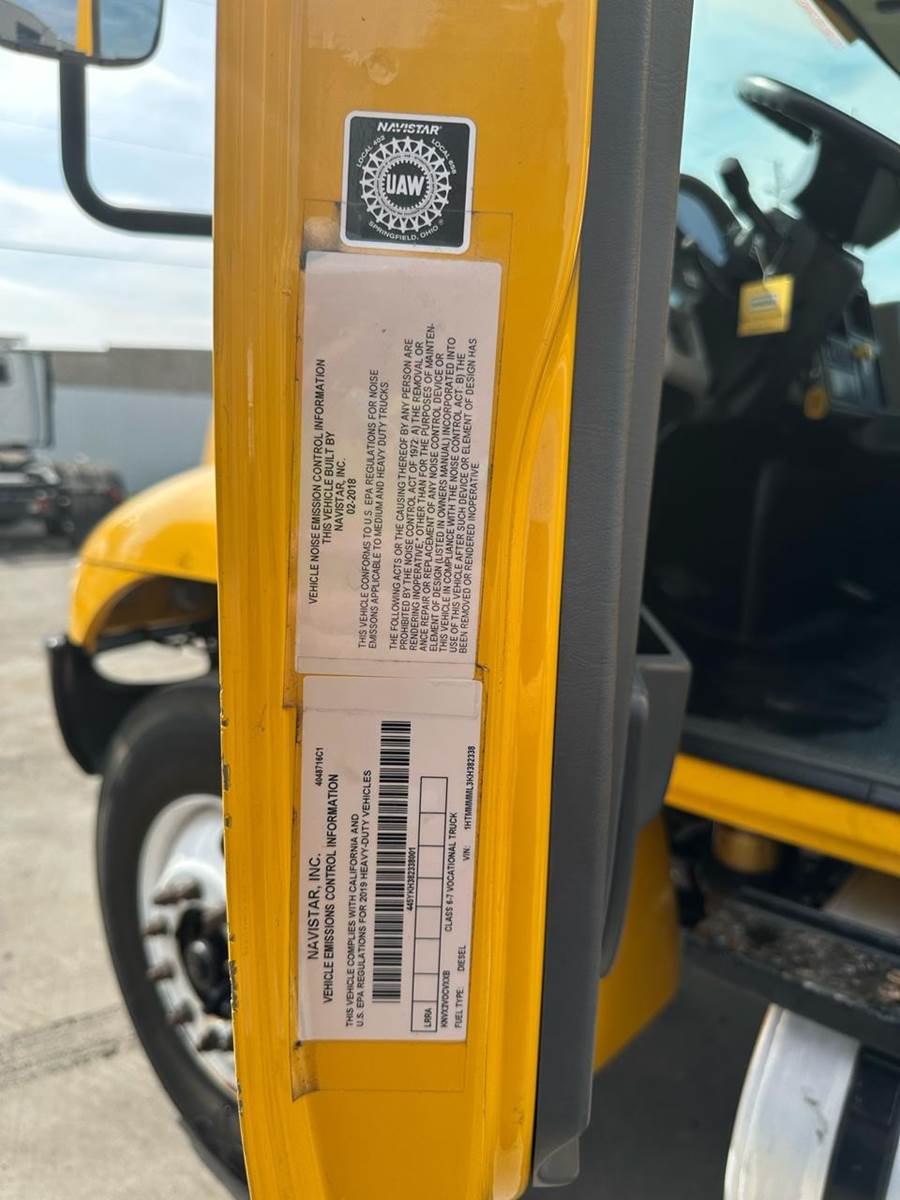 NAVISTAR®
LOCAL 402
LOCAL 658
UAW
SPRINGFIELD, OHIO ®
VEHICLE NOISE EMISSION CONTROL INFORMATION
THIS VEHICLE BUILT BY
NAVISTAR, INC.
02-2018
THIS VEHICLE CONFORMS TO U.S. EPA REGULATIONS FOR NOISE
EMISSIONS APPLICABLE TO MEDIUM AND HEAVY DUTY TRUCKS
THE FOLLOWING ACTS OR THE CAUSING THEREOF BY ANY PERSON ARE
PROHIBITED BY THE NOISE CONTROL ACT OF 1972: A) THE REMOVAL OR
RENDERING INOPERATIVE, OTHER THAN FOR THE PURPOSES OF MAINTEN-
ANCE REPAIR OR REPLACEMENT OF ANY NOISE CONTROL DEVICE OR
ELEMENT OF DESIGN (LISTED IN OWNERS MANUAL) INCORPORATED INTO
THIS VEHICLE IN COMPLIANCE WITH THE NOISE CONTROL ACT - B) THE
USE OF THIS VEHICLE AFTER SUCH DEVICE OR ELEMENT OF DESIGN HAS
BEEN REMOVED OR RENDERED INOPERATIVE.
NAVISTAR, INC. 4048716C1
VEHICLE EMISSIONS CONTROL INFORMATION
THIS VEHICLE COMPLIES WITH CALIFORNIA AND
U.S. EPA REGULATIONS FOR 2019 HEAVY-DUTY VEHICLES
4451YKH382338001
LRRA
KNVX2VOCVXXB CLASS 6-7 VOCATIONAL TRUCK
FUEL TYPE: DIESEL VIN: 1HTMMMML3KH382338